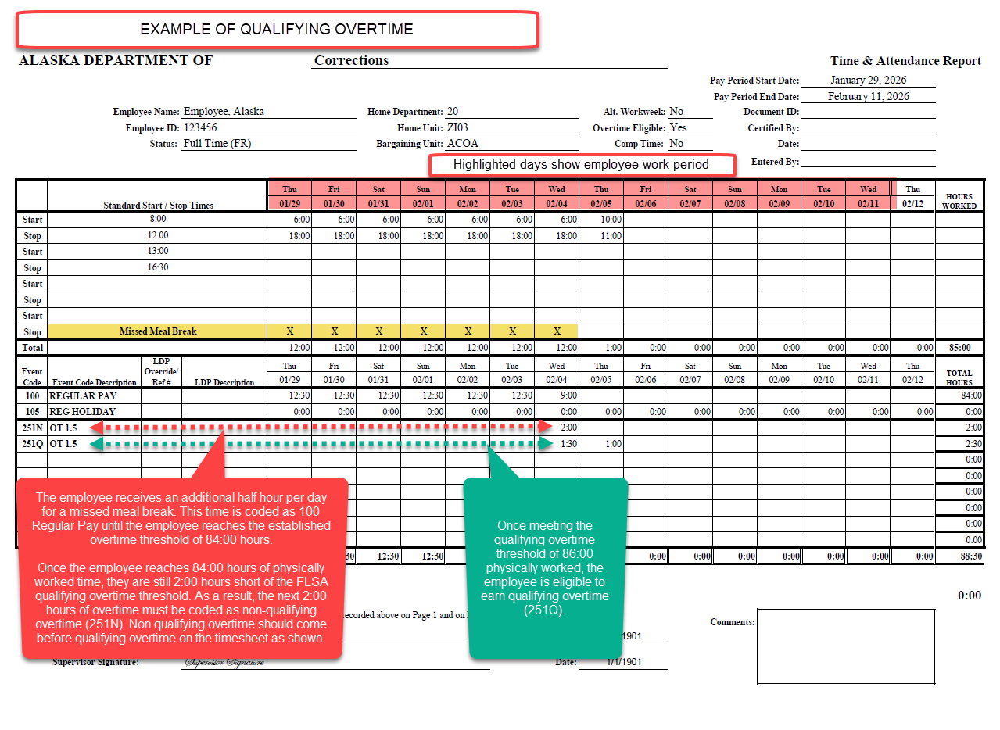 EXAMPLE OF QUALIFYING OVERTIME
ALASKA DEPARTMENT OF Corrections Time & Attendance Report
Pay Period Start Date: January 29, 2026
Pay Period End Date: February 11, 2026
Employee Name: Employee, Alaska Home Department: 20 Alt. Workweek: No Document ID:
Employee ID: 123456 Home Unit: ZI03 Overtime Eligible: Yes Certified By:
Status: Full Time (FR) Bargaining Unit: ACOA Comp Time: No Date:
Highlighted days show employee work period Entered By:
Thu Fri Sat Sun Mon Tue Wed Thu Fri Sat Sun Mon Tue Wed Thu
Standard Start / Stop Times 01/29 01/30 01/31 02/01 02/02 02/03 02/04 02/05 02/06 02/07 02/08 02/09 02/10 02/11 02/12 HOURS WORKED
Start 8:00 6:00 6:00 6:00 6:00 6:00 6:00 6:00 10:00
Stop 12:00 18:00 18:00 18:00 18:00 18:00 18:00 18:00 11:00
Start 13:00
Stop 16:30
Start
Stop
Start
Stop Missed Meal Break X X X X X X X
Total 12:00 12:00 12:00 12:00 12:00 12:00 12:00 1:00 0:00 0:00 0:00 0:00 0:00 0:00 0:00 85:00
Event Code Event Code Description LDP Override/ Ref # LDP Description
Thu Fri Sat Sun Mon Tue Wed Thu Fri Sat Sun Mon Tue Wed Thu
01/29 01/30 01/31 02/01 02/02 02/03 02/04 02/05 02/06 02/07 02/08 02/09 02/10 02/11 02/12 TOTAL HOURS
100 REGULAR PAY 12:30 12:30 12:30 12:30 12:30 12:30 9:00 84:00
105 REG HOLIDAY 0:00 0:00 0:00 0:00 0:00 0:00 0:00 0:00 0:00 0:00 0:00 0:00 0:00 0:00 0:00 0:00
251N OT 1.5 2:00 2:00
251Q OT 1.5 1:30 1:00 2:30
0:00
0:00
0:00
0:00
0:00
0:00
30 12:30 12:30 0:00 0:00 0:00 0:00 0:00 0:00 0:00 88:30
The employee receives an additional half hour per day
for a missed meal break. This time is coded as 100
Regular Pay until the employee reaches the established
overtime threshold of 84:00 hours.
Once the employee reaches 84:00 hours of physically
worked time, they are still 2:00 hours short of the FLSA
qualifying overtime threshold. As a result, the next 2:00
hours of overtime must be coded as non-qualifying
overtime (251N). Non qualifying overtime should come
before qualifying overtime on the timesheet as shown.
Once meeting the
qualifying overtime
threshold of 86:00
physically worked, the
employee is eligible to
earn qualifying overtime
(251Q).
0:00
recorded above on Page 1 and on
Comments:
1901
Supervisor Signature: Supervisor Signature Date: 1/1/1901